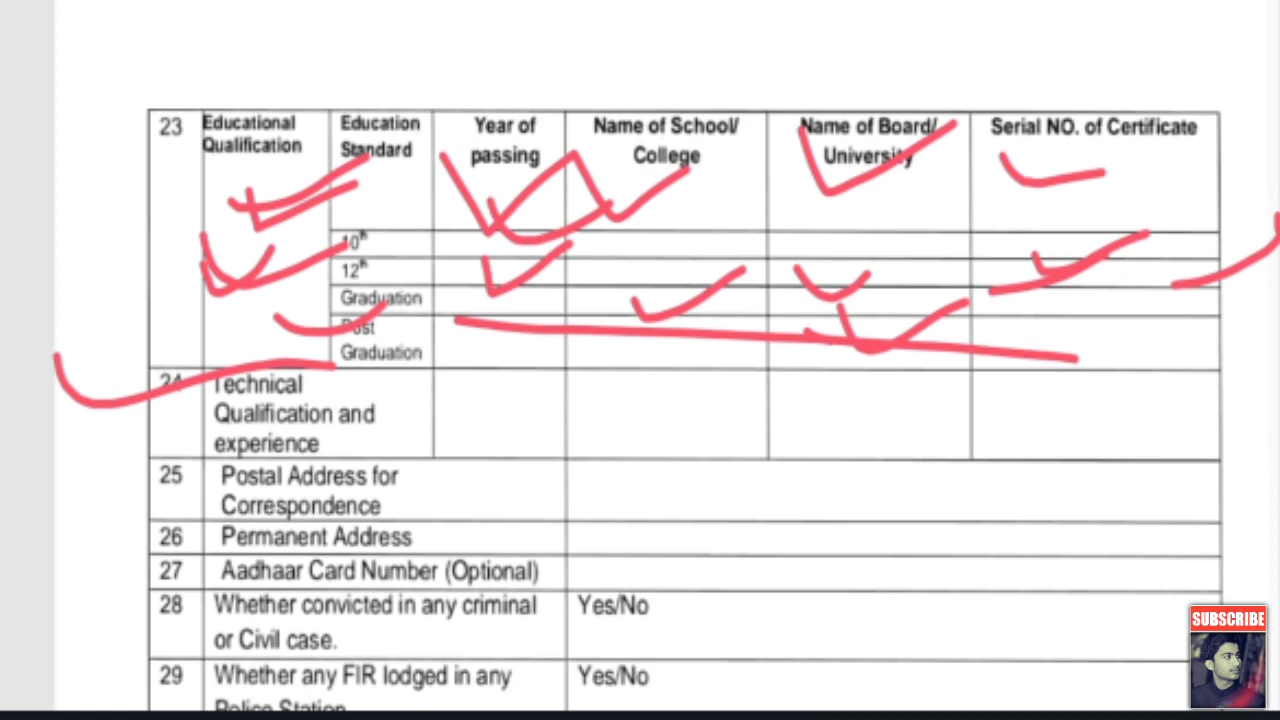 23 Educational Qualification Education Standard Year of passing Name of School/ College Name of Board/ University Serial NO. of Certificate
10th
12th
Graduation
Post Graduation
24 Technical
Qualification and
experience
25 Postal Address for
Correspondence
26 Permanent Address
27 Aadhaar Card Number (Optional)
28 Whether convicted in any criminal Yes/No
or Civil case.
29 Whether any FIR lodged in any Yes/No
Police Station
SUBSCRIBE